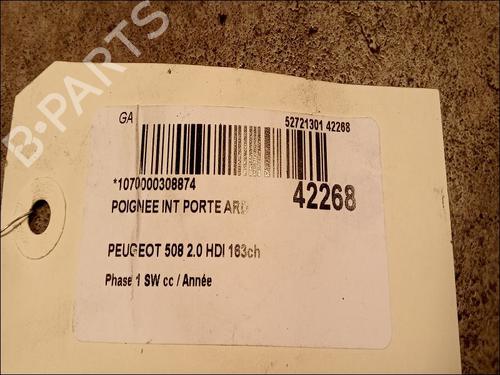 B-PARTS
GA
52721301 42268
*1070000308874
42268
POIGNEE INT PORTE ARD
PEUGEOT 508 2.0 HDI 163ch
Phase 1 SW cc / Année